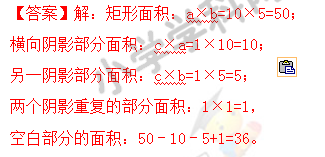 【答案】解：矩形面积：a×b=10×5=50；
横向阴影部分面积：c×a=1×10=10；
另一阴影部分面积：c×b=1×5=5；
两个阴影重复的部分面积：1×1=1，
空白部分的面积：50－10－5+1=36。